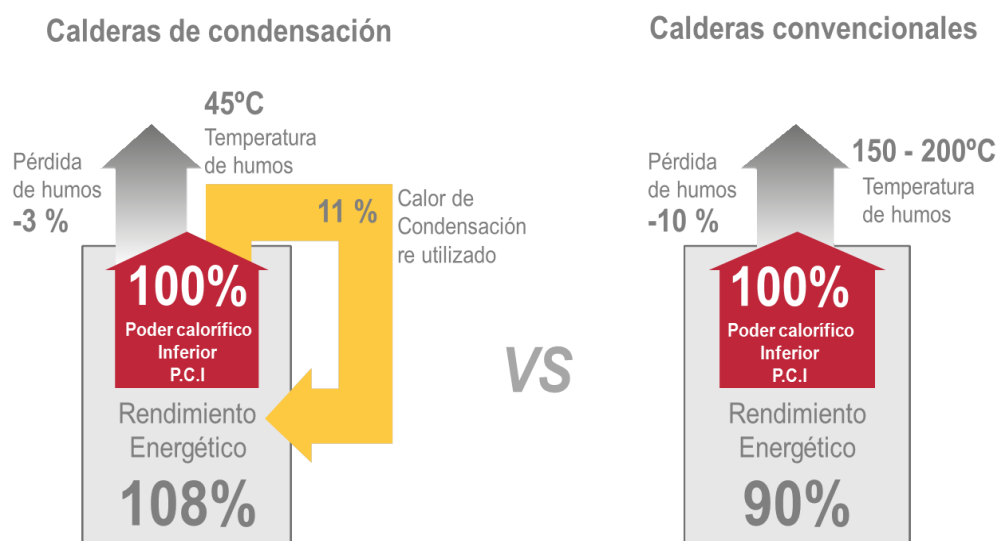 Calderas de condensación
45ºC
Temperatura
de humos
Pérdida
de humos
-3 %
11 %
Calor de
Condensación
re utilizado
100%
Poder calorífico
Inferior
P.C.I
Rendimiento
Energético
108%
VS
Calderas convencionales
Pérdida
de humos
-10 %
150 - 200ºC
Temperatura
de humos
100%
Poder calorífico
Inferior
P.C.I
Rendimiento
Energético
90%